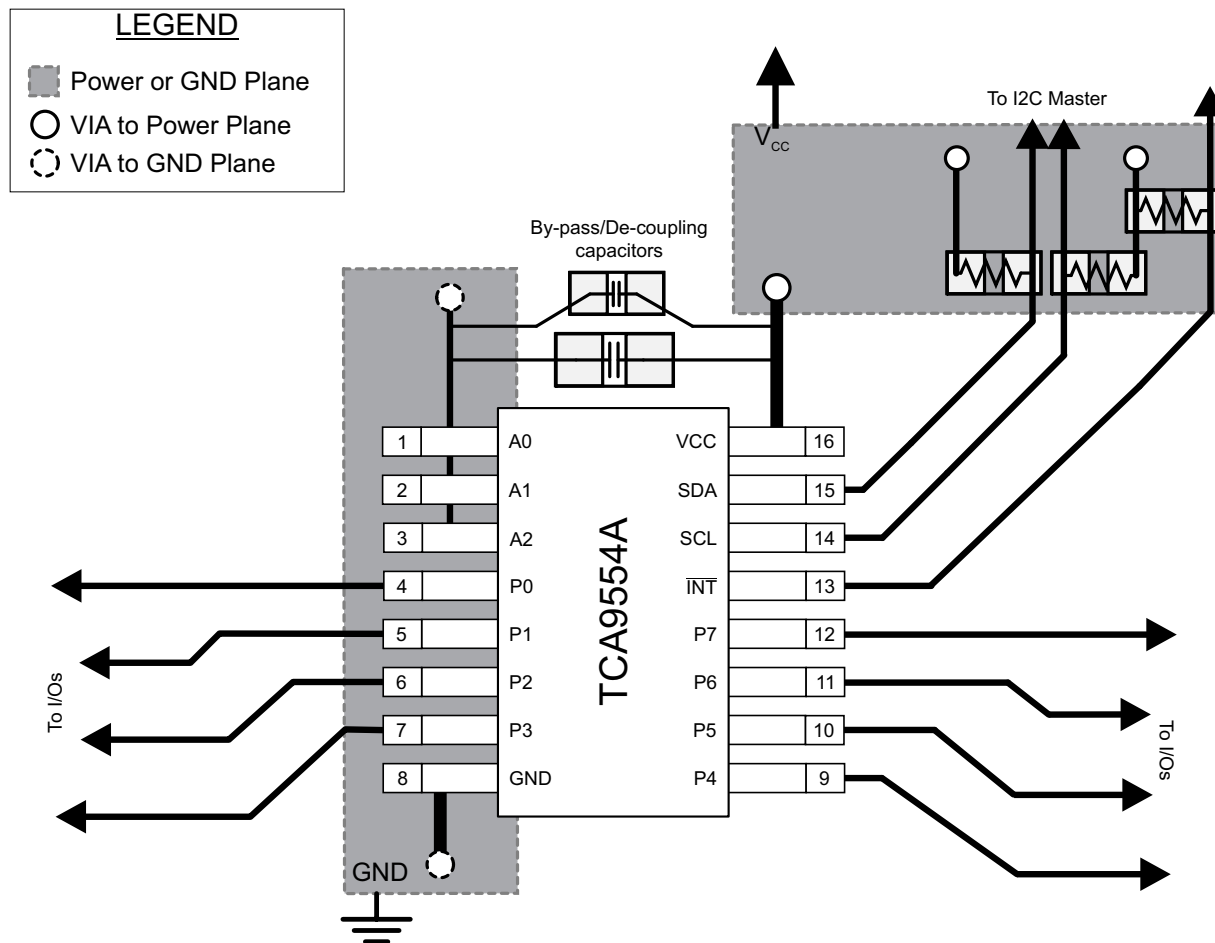 LEGEND
Power or GND Plane
VIA to Power Plane
VIA to GND Plane
To I2C Master
VCC
By-pass/De-coupling
capacitors
1 A0
2 A1
3 A2
4 P0
5 P1
6 P2
7 P3
8 GND
TCA9554A
VCC 16
SDA 15
SCL 14
INT 13
P7 12
P6 11
P5 10
P4 9
To I/Os
To I/Os
GND